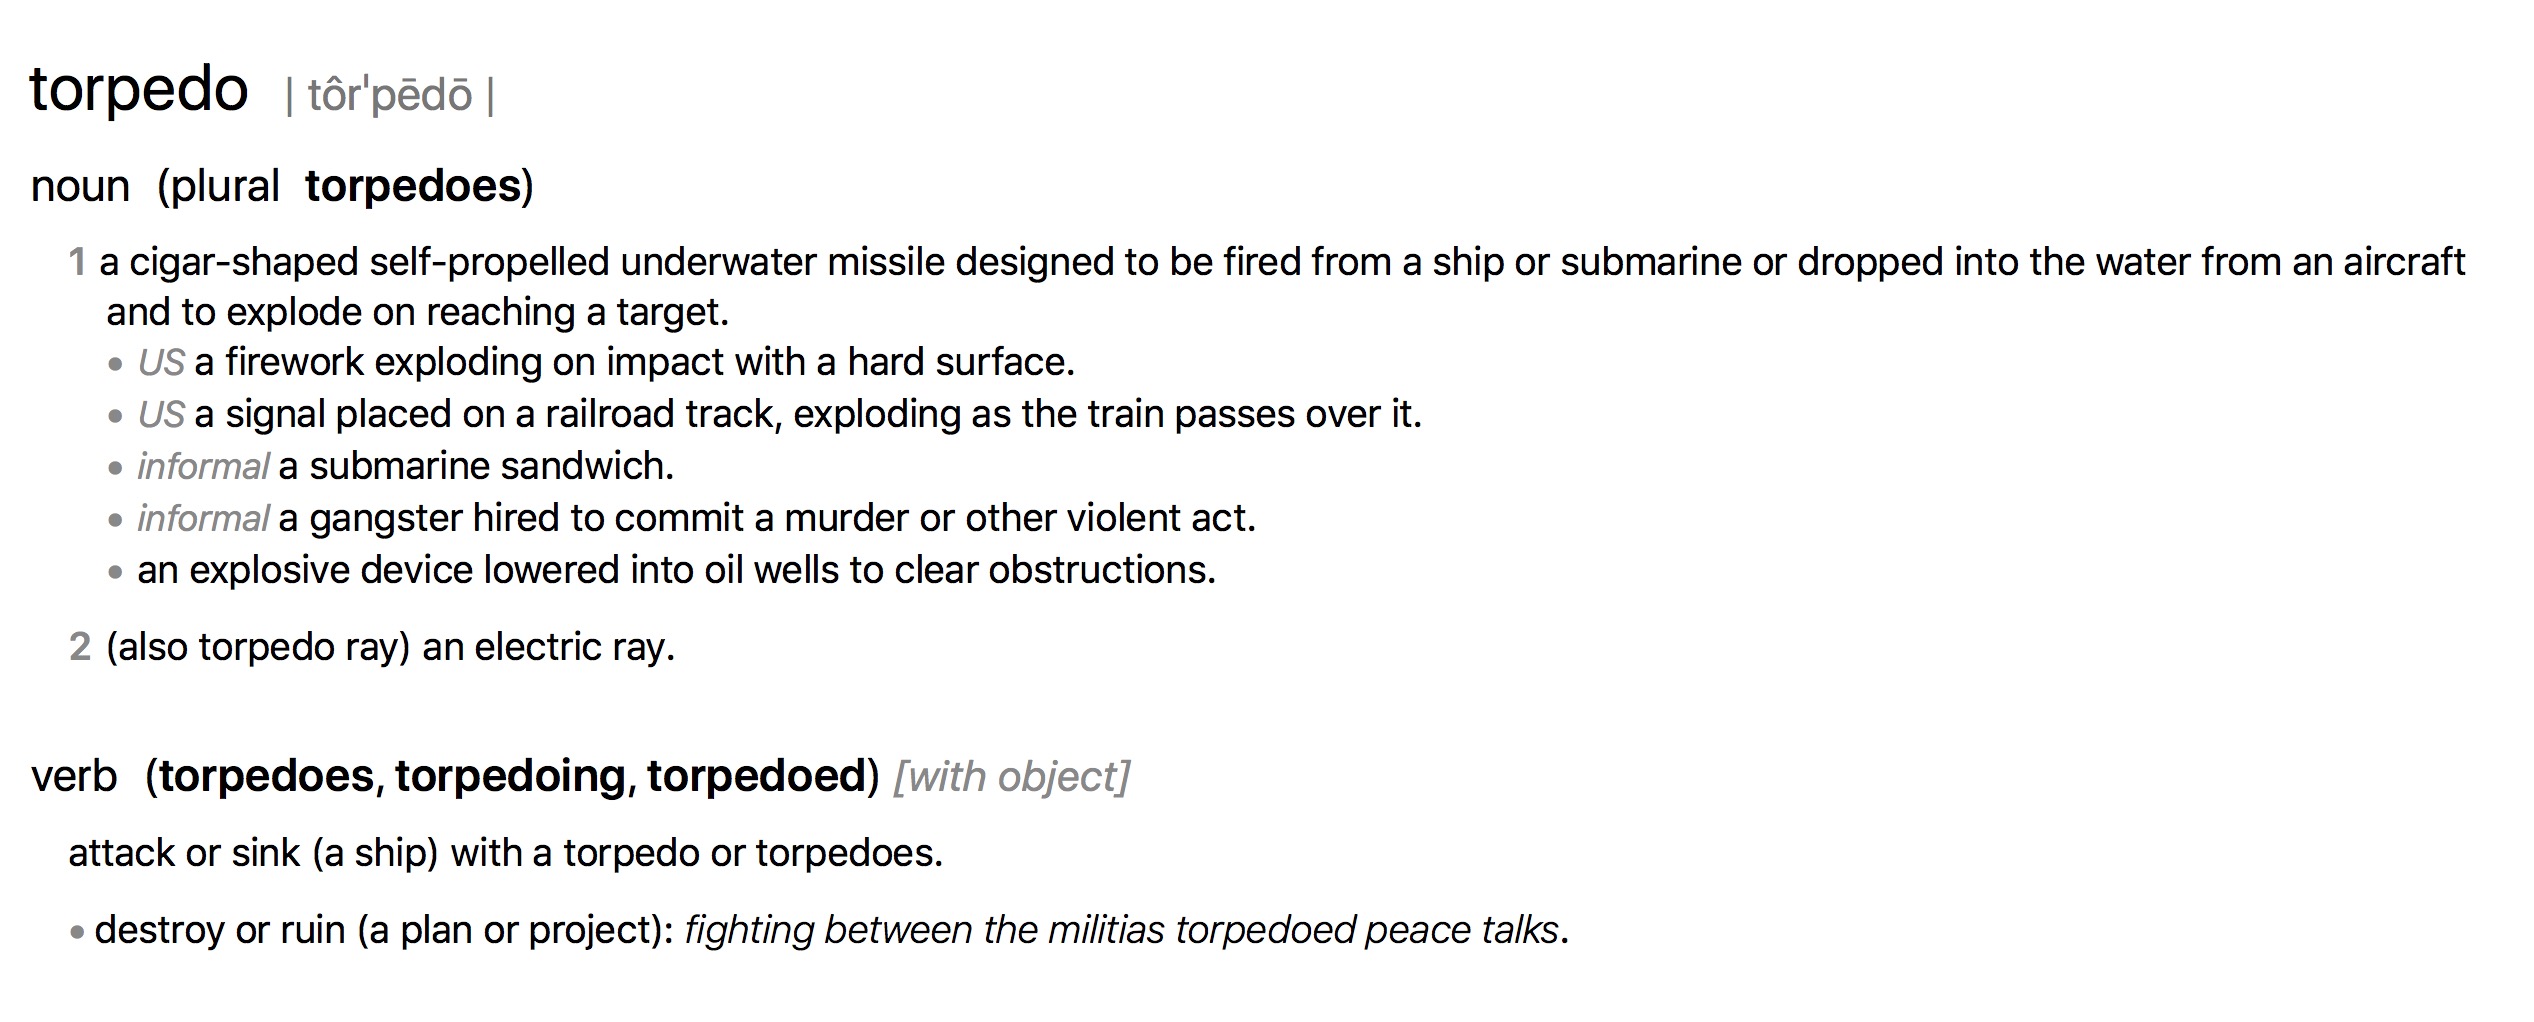 torpedo | tôrˈpēdō |
noun (plural torpedoes)
1 a cigar-shaped self-propelled underwater missile designed to be fired from a ship or submarine or dropped into the water from an aircraft
and to explode on reaching a target.
• US a firework exploding on impact with a hard surface.
• US a signal placed on a railroad track, exploding as the train passes over it.
• informal a submarine sandwich.
• informal a gangster hired to commit a murder or other violent act.
• an explosive device lowered into oil wells to clear obstructions.
2 (also torpedo ray) an electric ray.
verb (torpedoes, torpedoing, torpedoed) [with object]
attack or sink (a ship) with a torpedo or torpedoes.
• destroy or ruin (a plan or project): fighting between the militias torpedoed peace talks.